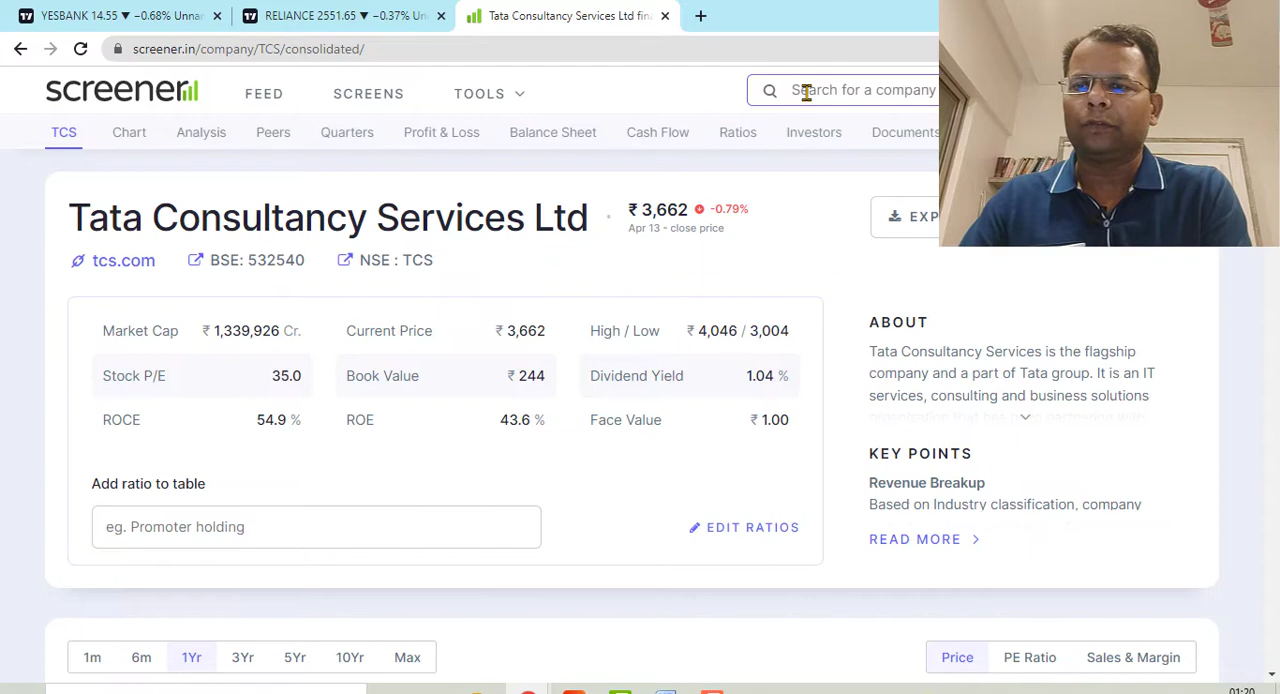 YESBANK 14.55 ▼ −0.68% Unnar
RELIANCE 2551.65 ▼ −0.37% Un
Tata Consultancy Services Ltd fina
screener.in/company/TCS/consolidated/
screener
FEED
SCREENS
TOOLS
Search for a company
TCS
Chart
Analysis
Peers
Quarters
Profit & Loss
Balance Sheet
Cash Flow
Ratios
Investors
Documents
Tata Consultancy Services Ltd
₹ 3,662 -0.79%
Apr 13 - close price
EXP
tcs.com
BSE: 532540
NSE : TCS
Market Cap ₹ 1,339,926 Cr.
Current Price ₹ 3,662
High / Low ₹ 4,046 / 3,004
Stock P/E 35.0
Book Value ₹ 244
Dividend Yield 1.04 %
ROCE 54.9 %
ROE 43.6 %
Face Value ₹ 1.00
Add ratio to table
eg. Promoter holding
EDIT RATIOS
ABOUT
Tata Consultancy Services is the flagship
company and a part of Tata group. It is an IT
services, consulting and business solutions
organization that has been partnering with
KEY POINTS
Revenue Breakup
Based on Industry classification, company
READ MORE
1m
6m
1Yr
3Yr
5Yr
10Yr
Max
Price
PE Ratio
Sales & Margin
01:20